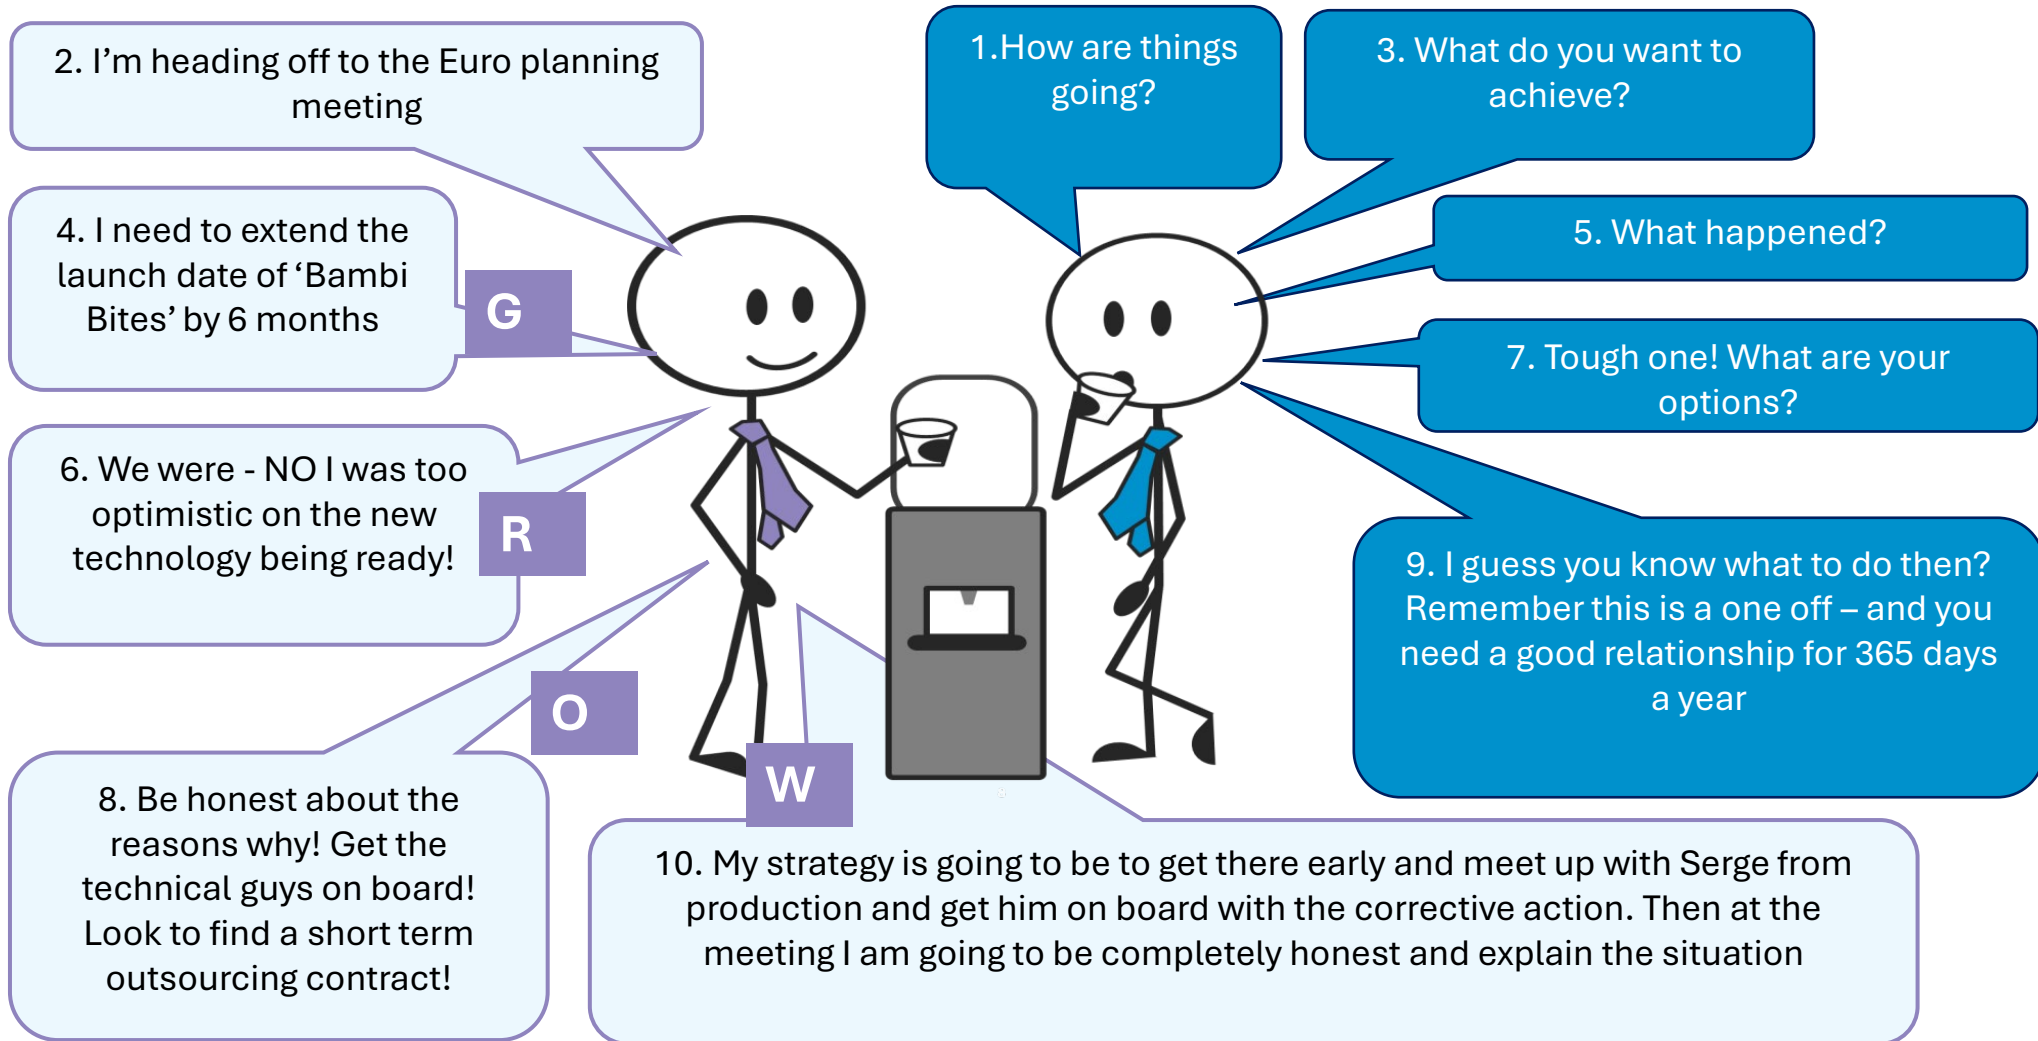 1.How are things
going?
2. I’m heading off to the Euro planning
meeting
3. What do you want to
achieve?
4. I need to extend the
launch date of ‘Bambi
Bites’ by 6 months
G
5. What happened?
6. We were - NO I was too
optimistic on the new
technology being ready!
R
7. Tough one! What are your
options?
8. Be honest about the
reasons why! Get the
technical guys on board!
Look to find a short term
outsourcing contract!
O
9. I guess you know what to do then?
Remember this is a one off – and you
need a good relationship for 365 days
a year
W
10. My strategy is going to be to get there early and meet up with Serge from
production and get him on board with the corrective action. Then at the
meeting I am going to be completely honest and explain the situation